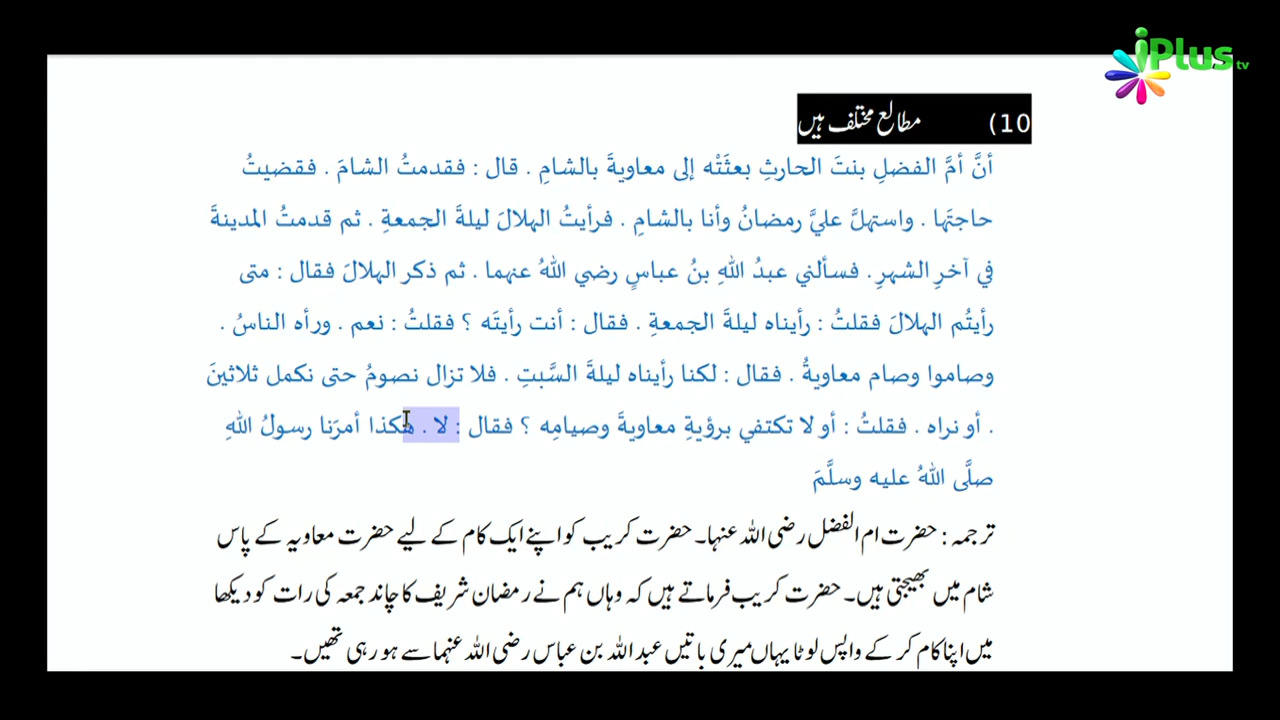 iPlus tv
10) مطالع مختلف ہیں
أنَّ أمَّ الفضلِ بنتَ الحارثِ بعثَتْه إلى معاويةَ بالشامِ . قال : فقدمتُ الشامَ . فقضيتُ
حاجتَها . واستهلَّ عليَّ رمضانُ وأنا بالشامِ . فرأيتُ الهلالَ ليلةَ الجمعةِ . ثم قدمتُ المدينةَ
في آخرِ الشهرِ . فسألني عبدُ اللهِ بنُ عباسٍ رضي اللهُ عنهما . ثم ذكر الهلالَ فقال : متى
رأيتُم الهلالَ فقلتُ : رأيناه ليلةَ الجمعةِ . فقال : أنت رأيتَه ؟ فقلتُ : نعم . ورأه الناسُ .
وصاموا وصام معاويةُ . فقال : لكنا رأيناه ليلةَ السَّبتِ . فلا تزال نصومُ حتى نكمل ثلاثينَ
. أو نراه . فقلتُ : أو لا تكتفي برؤيةِ معاويةَ وصيامِه ؟ فقال : لا . هكذا أمرَنا رسولُ اللهِ
صلَّى اللهُ عليه وسلَّمَ
ترجمہ : حضرت ام الفضل رضی اللہ عنہا۔ حضرت کریب کو اپنے ایک کام کے لیے حضرت معاویہ کے پاس
شام میں بھیجتی ہیں۔ حضرت کریب فرماتے ہیں کہ وہاں ہم نے رمضان شریف کا چاند جمعہ کی رات کو دیکھا
میں اپنا کام کر کے واپس لوٹا یہاں میری باتیں عبد اللہ بن عباس رضی اللہ عنہما سے ہو رہی تھیں۔